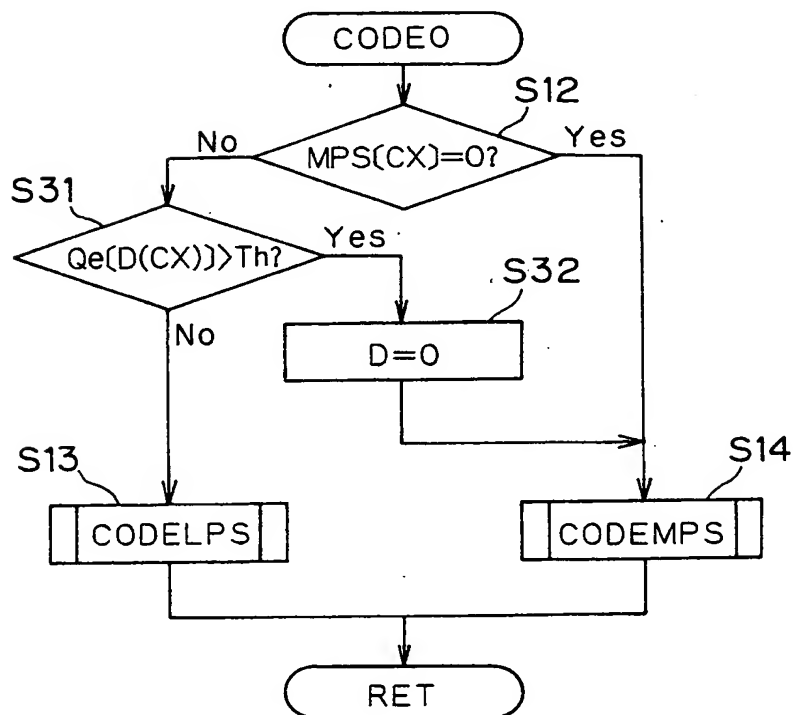 CODE0
S12
No
MPS(CX)=0?
Yes
S31
Qe(D(CX))>Th?
Yes
S32
No
D=0
S13
S14
CODELPS
CODEMPS
RET